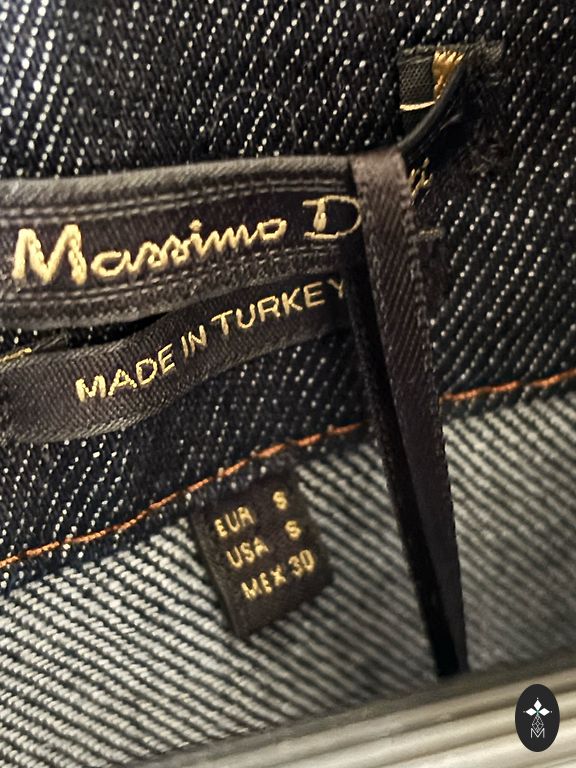 Massimo D
MADE IN TURKEY
EUR S
USA S
MEX 30
M